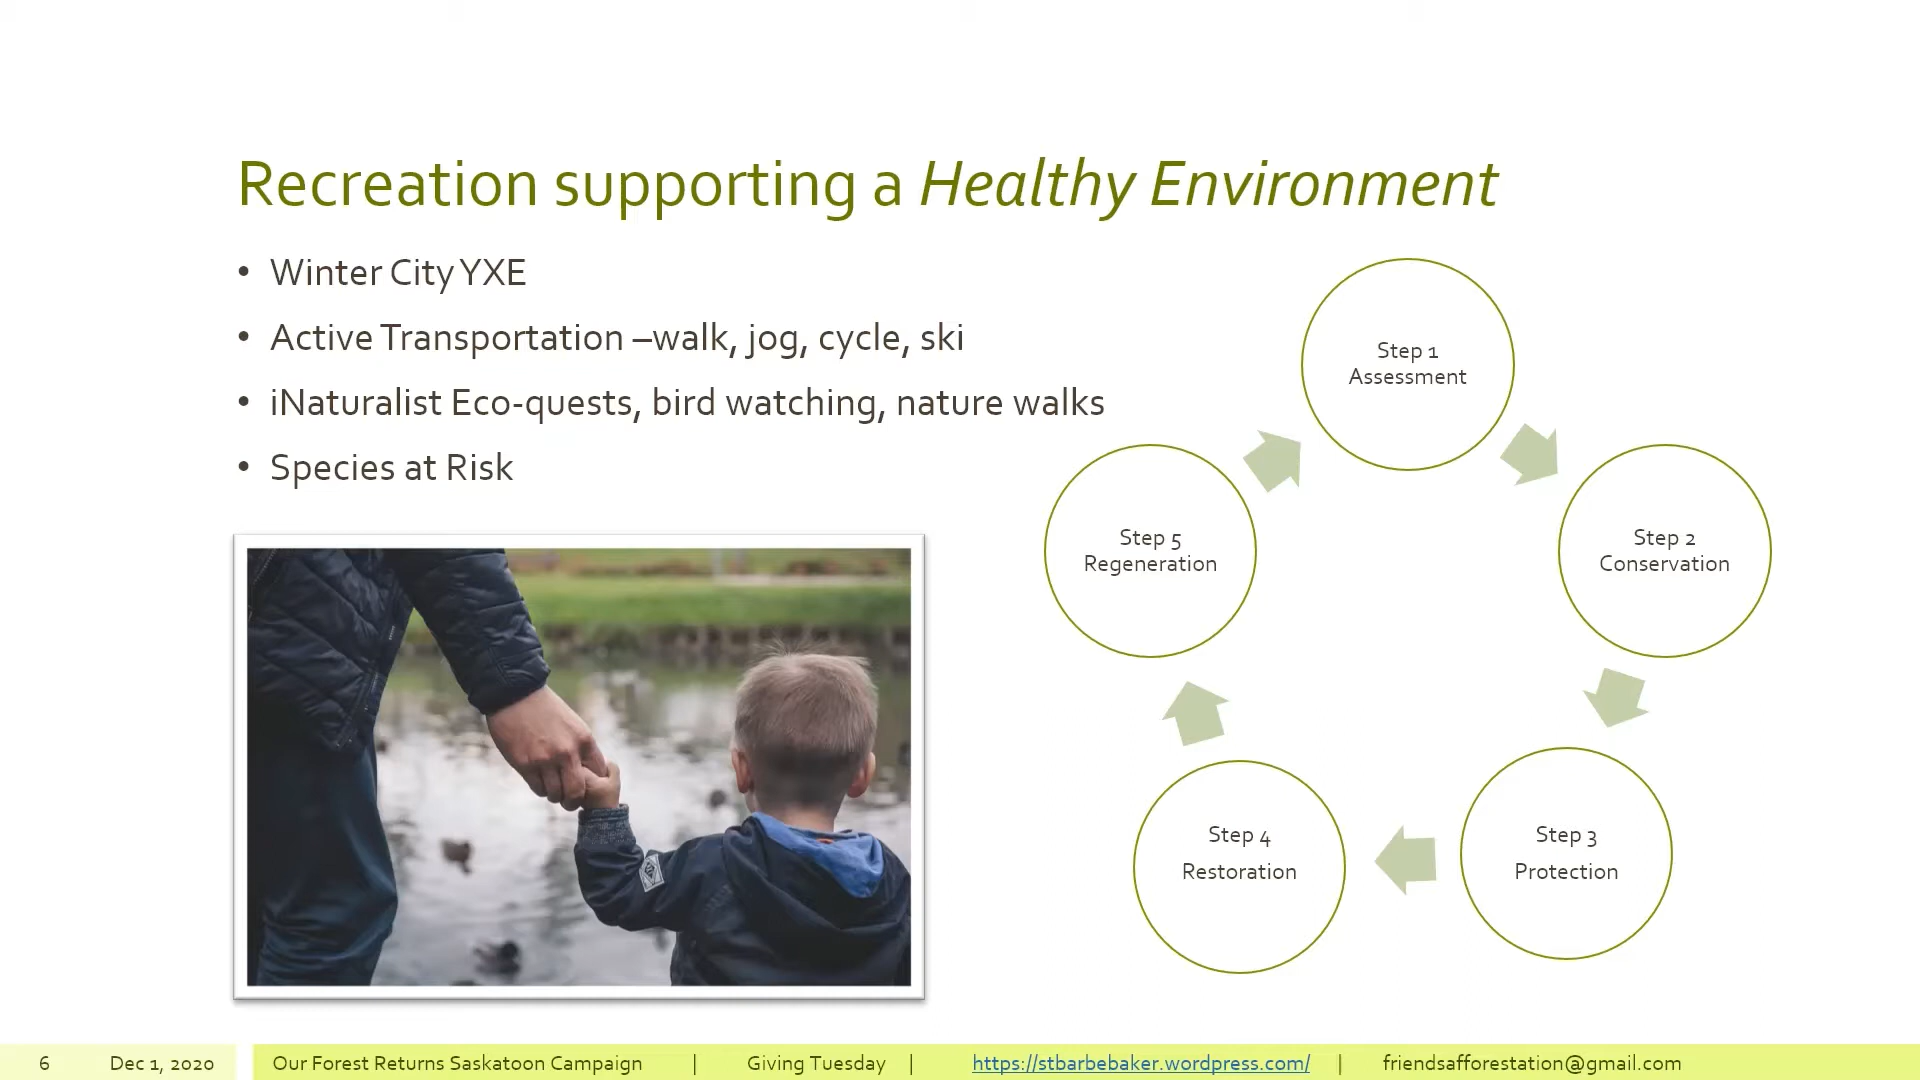 Recreation supporting a Healthy Environment
• Winter City YXE
• Active Transportation –walk, jog, cycle, ski
• iNaturalist Eco-quests, bird watching, nature walks
• Species at Risk
Step 1
Assessment
Step 2
Conservation
Step 3
Protection
Step 4
Restoration
Step 5
Regeneration
6 Dec 1, 2020 Our Forest Returns Saskatoon Campaign | Giving Tuesday | https://stbarbebaker.wordpress.com/ | friendsafforestation@gmail.com